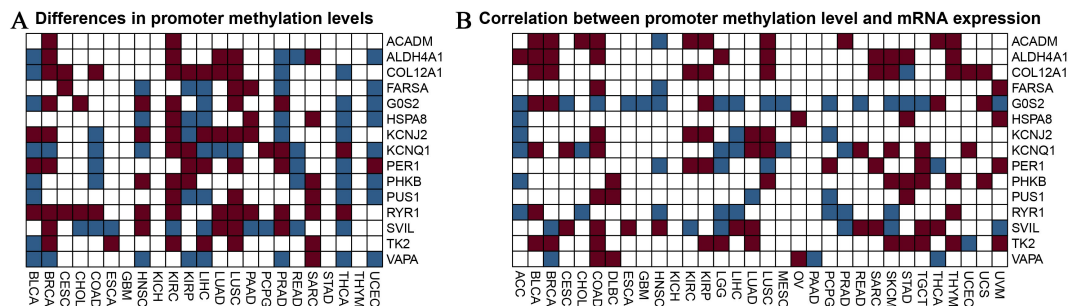 A Differences in promoter methylation levels
ACADM
ALDH4A1
COL12A1
FARSA
G0S2
HSPA8
KCNJ2
KCNQ1
PER1
PHKB
PUS1
RYR1
SVIL
TK2
VAPA
BLCA
BRCA
CESC
CHOL
COAD
ESCA
GBM
HNSC
KICH
KIRC
KIRP
LIHC
LUAD
LUSC
PAAD
PCPG
PRAD
READ
SARC
STAD
THCA
THYM
UCEC
B Correlation between promoter methylation level and mRNA expression
ACADM
ALDH4A1
COL12A1
FARSA
G0S2
HSPA8
KCNJ2
KCNQ1
PER1
PHKB
PUS1
RYR1
SVIL
TK2
VAPA
ACC
BLCA
BRCA
CESC
CHOL
COAD
DLBC
ESCA
GBM
HNSC
KICH
KIRC
KIRP
LGG
LIHC
LUAD
LUSC
MESO
OV
PAAD
PCPG
PRAD
READ
SARC
SKCM
STAD
TGCT
THCA
THYM
UCEC
UCS
UVM